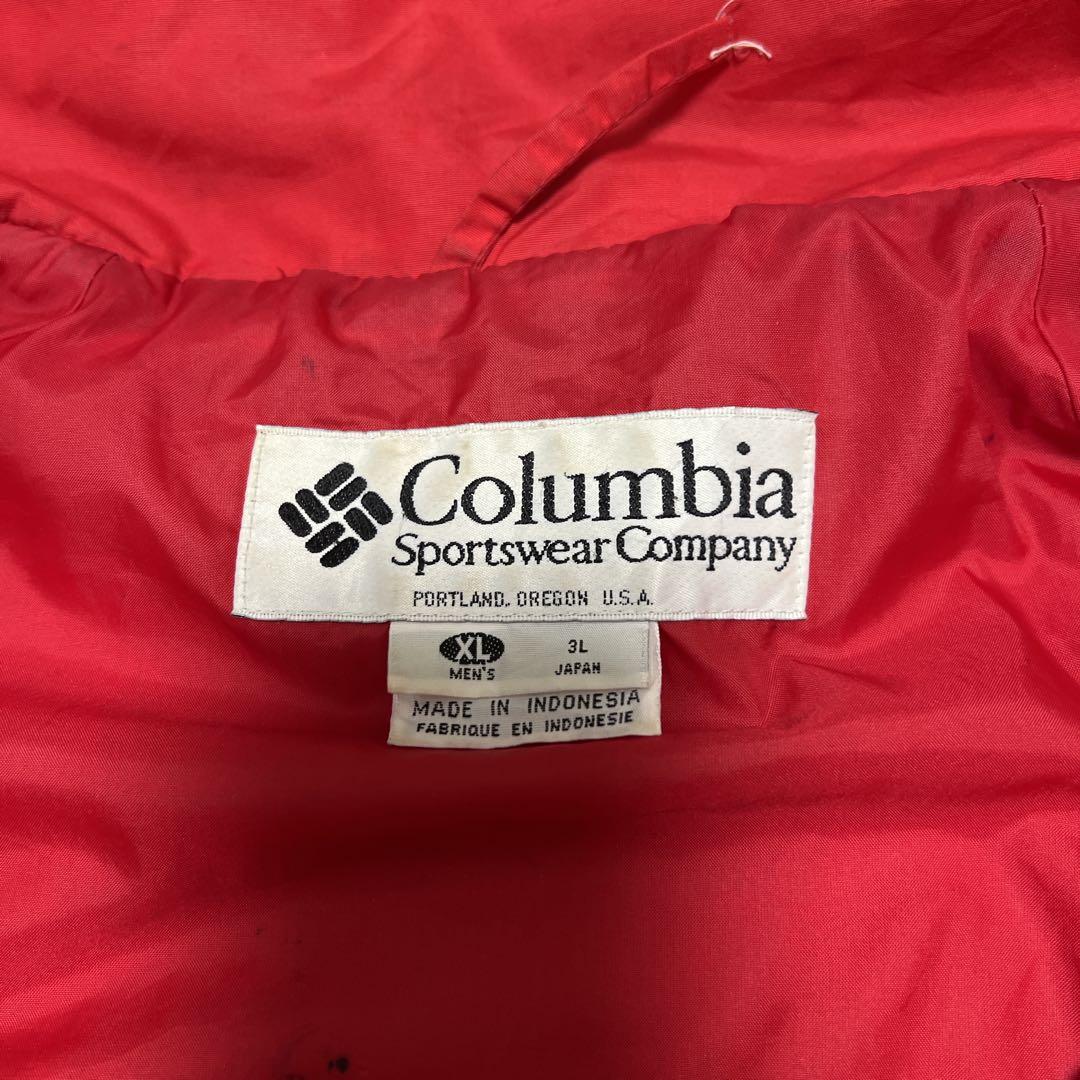 Columbia
Sportswear Company
PORTLAND, OREGON U.S.A.
XL 3L
MEN'S JAPAN
MADE IN INDONESIA
FABRIQUE EN INDONESIE